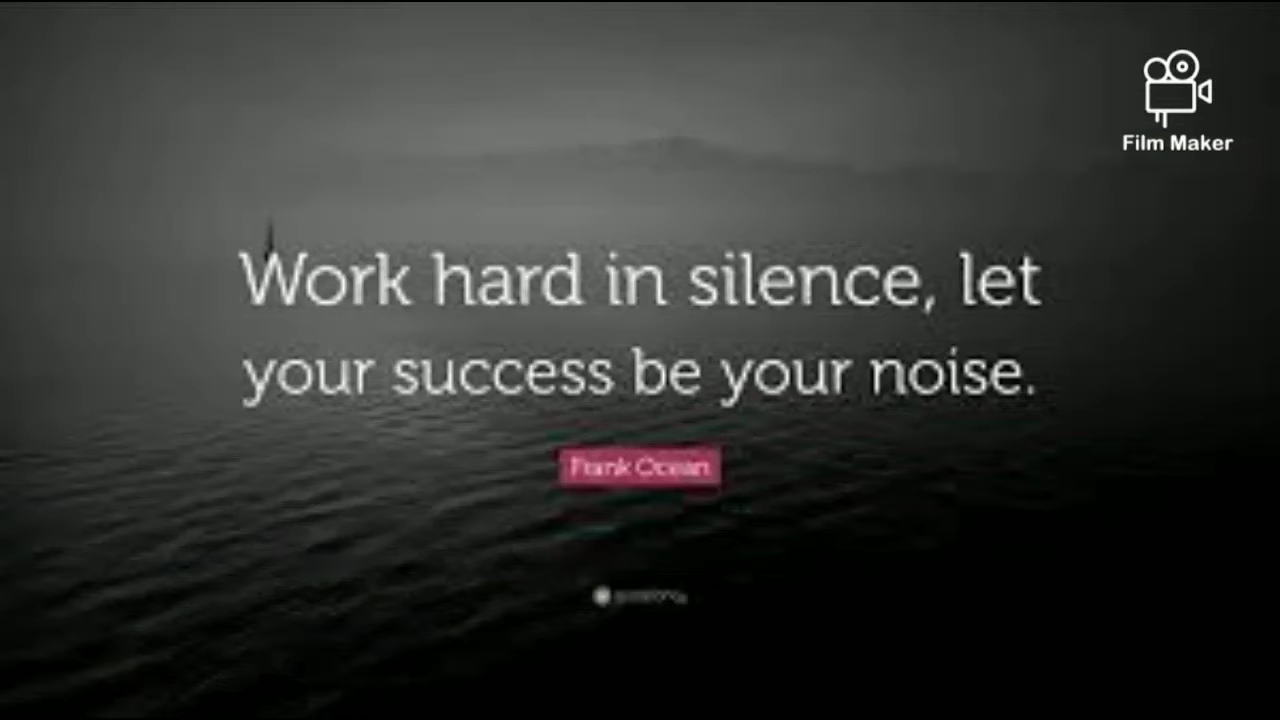 Film Maker
Work hard in silence, let
your success be your noise.
Frank Ocean